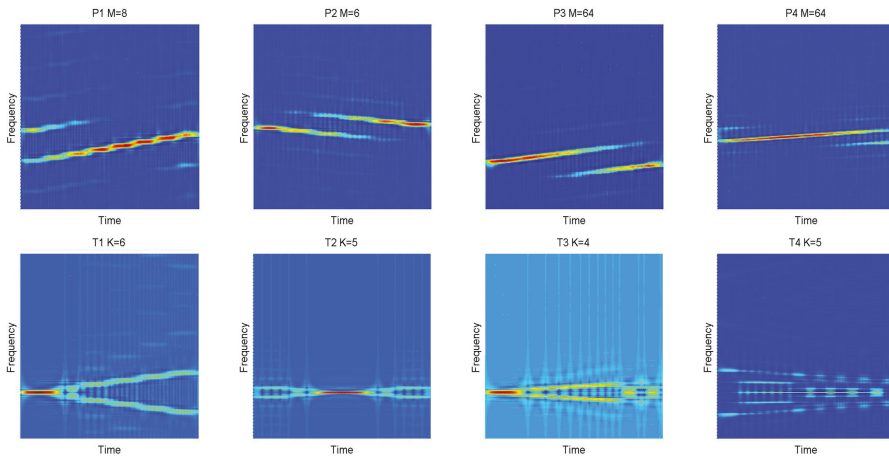 P1 M=8
P2 M=6
P3 M=64
P4 M=64
Frequency
Frequency
Frequency
Frequency
Time
Time
Time
Time
T1 K=6
T2 K=5
T3 K=4
T4 K=5
Frequency
Frequency
Frequency
Frequency
Time
Time
Time
Time